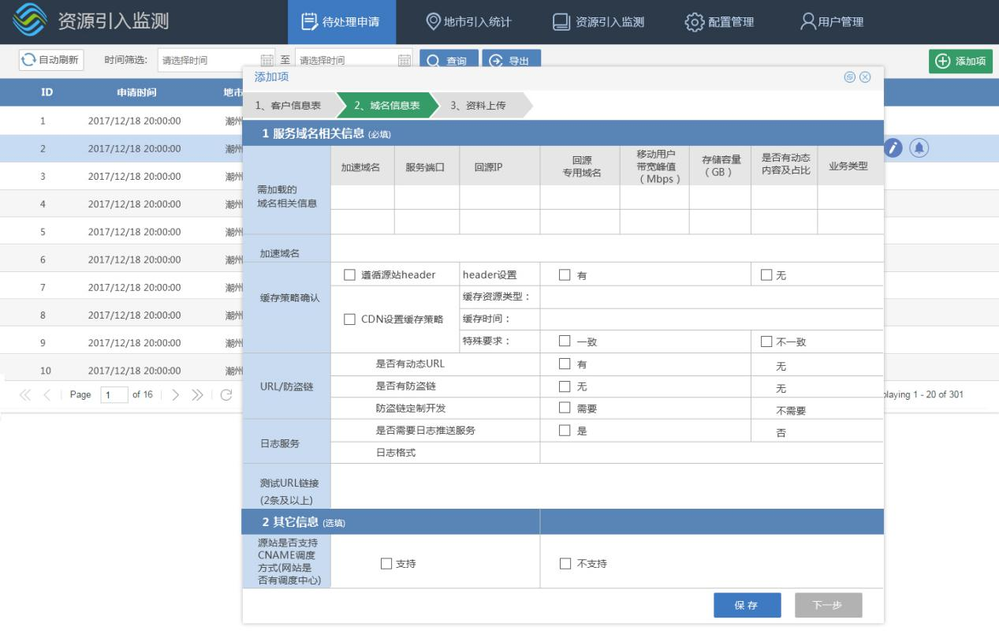 资源引入监测
待处理申请
地市引入统计
资源引入监测
配置管理
用户管理
自动刷新
时间筛选:
请选择时间
至
请选择时间
查询
导出
添加项
ID
申请时间
地市
1
2017/12/18 20:00:00
潮州
2
2017/12/18 20:00:00
潮州
3
2017/12/18 20:00:00
潮州
4
2017/12/18 20:00:00
潮州
5
2017/12/18 20:00:00
潮州
6
2017/12/18 20:00:00
潮州
7
2017/12/18 20:00:00
潮州
8
2017/12/18 20:00:00
潮州
9
2017/12/18 20:00:00
潮州
10
2017/12/18 20:00:00
潮州
Page 1 of 16
playing 1 - 20 of 301
添加项
1、客户信息表
2、域名信息表
3、资料上传
1 服务域名相关信息 (必填)
需加载的
域名相关信息
加速域名
服务端口
回源IP
回源
专用域名
移动用户
带宽峰值
（Mbps）
存储容量
（GB）
是否有动态
内容及占比
业务类型
加速域名
缓存策略确认
遵循源站header
header设置
有
无
CDN设置缓存策略
缓存资源类型：
缓存时间：
特殊要求：
一致
不一致
URL/防盗链
是否有动态URL
有
无
是否有防盗链
无
无
防盗链定制开发
需要
不需要
日志服务
是否需要日志推送服务
是
否
日志格式
测试URL链接
(2条及以上)
2 其它信息 (选填)
源站是否支持
CNAME调度
方式(网站是
否有调度中心)
支持
不支持
保存
下一步